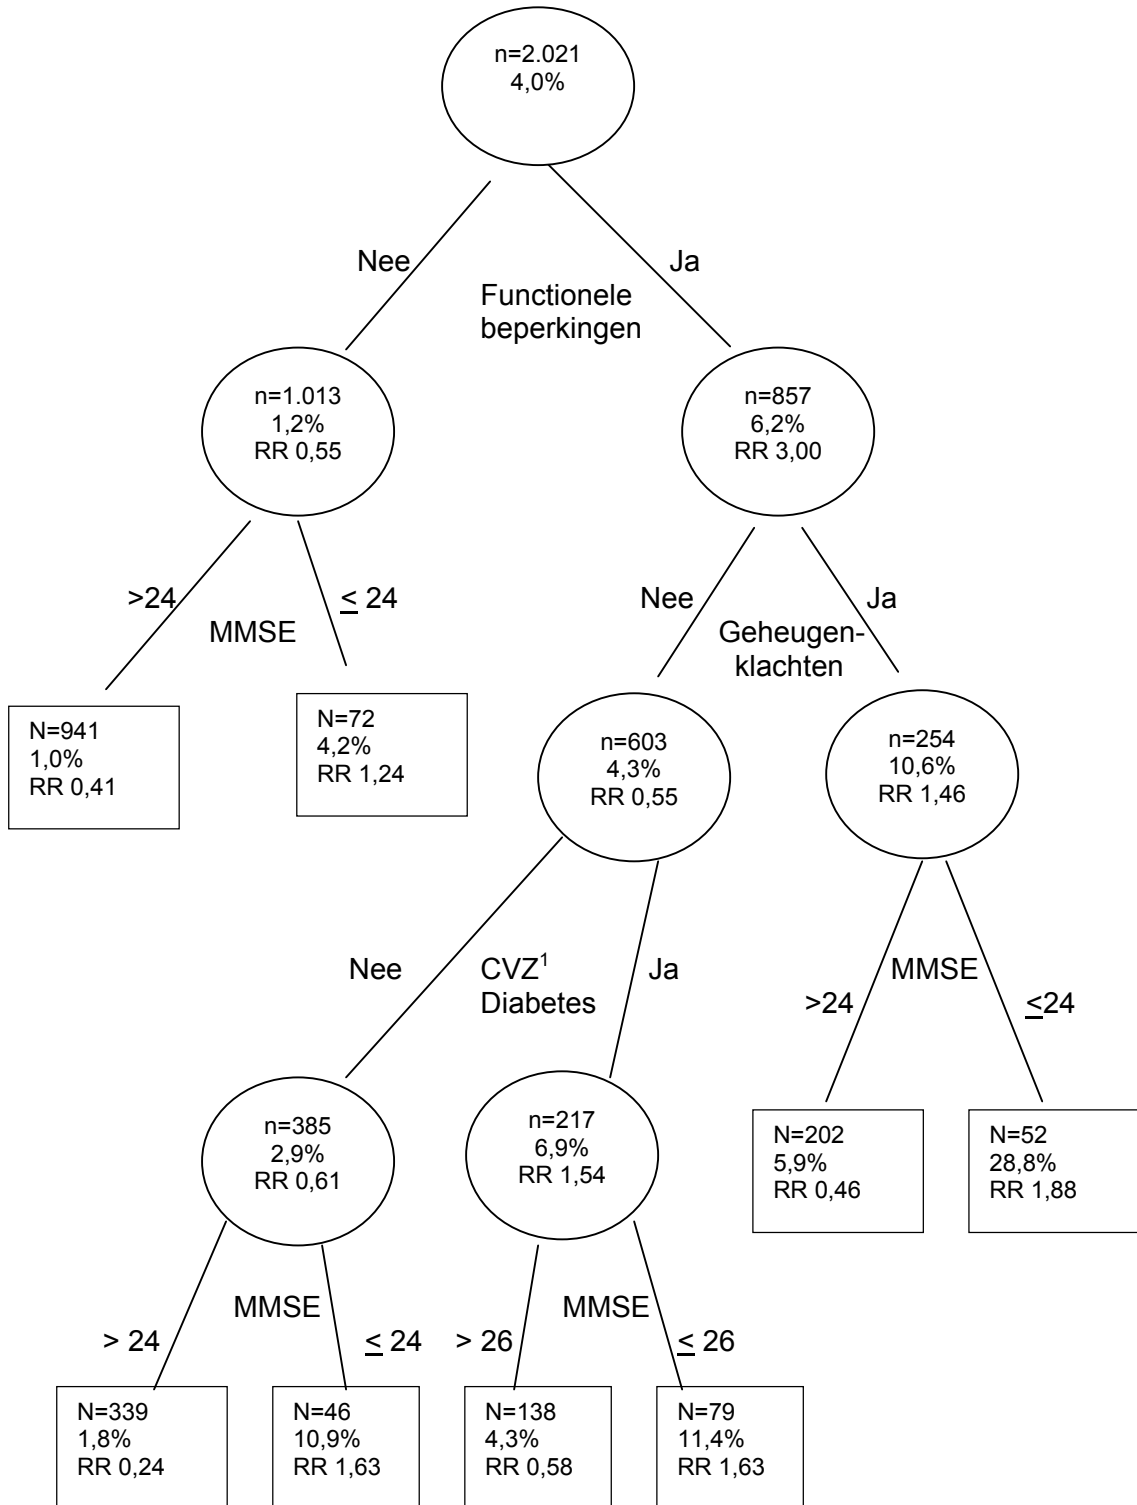 n=2.021
4,0%
Nee
Ja
Functionele
beperkingen
n=1.013
1,2%
RR 0,55
n=857
6,2%
RR 3,00
>24
≤ 24
MMSE
Nee
Ja
Geheugen-
klachten
N=941
1,0%
RR 0,41
N=72
4,2%
RR 1,24
n=603
4,3%
RR 0,55
n=254
10,6%
RR 1,46
Nee
CVZ¹
Diabetes
Ja
MMSE
>24
≤24
n=385
2,9%
RR 0,61
n=217
6,9%
RR 1,54
N=202
5,9%
RR 0,46
N=52
28,8%
RR 1,88
MMSE
> 24
≤ 24
MMSE
> 26
≤ 26
N=339
1,8%
RR 0,24
N=46
10,9%
RR 1,63
N=138
4,3%
RR 0,58
N=79
11,4%
RR 1,63